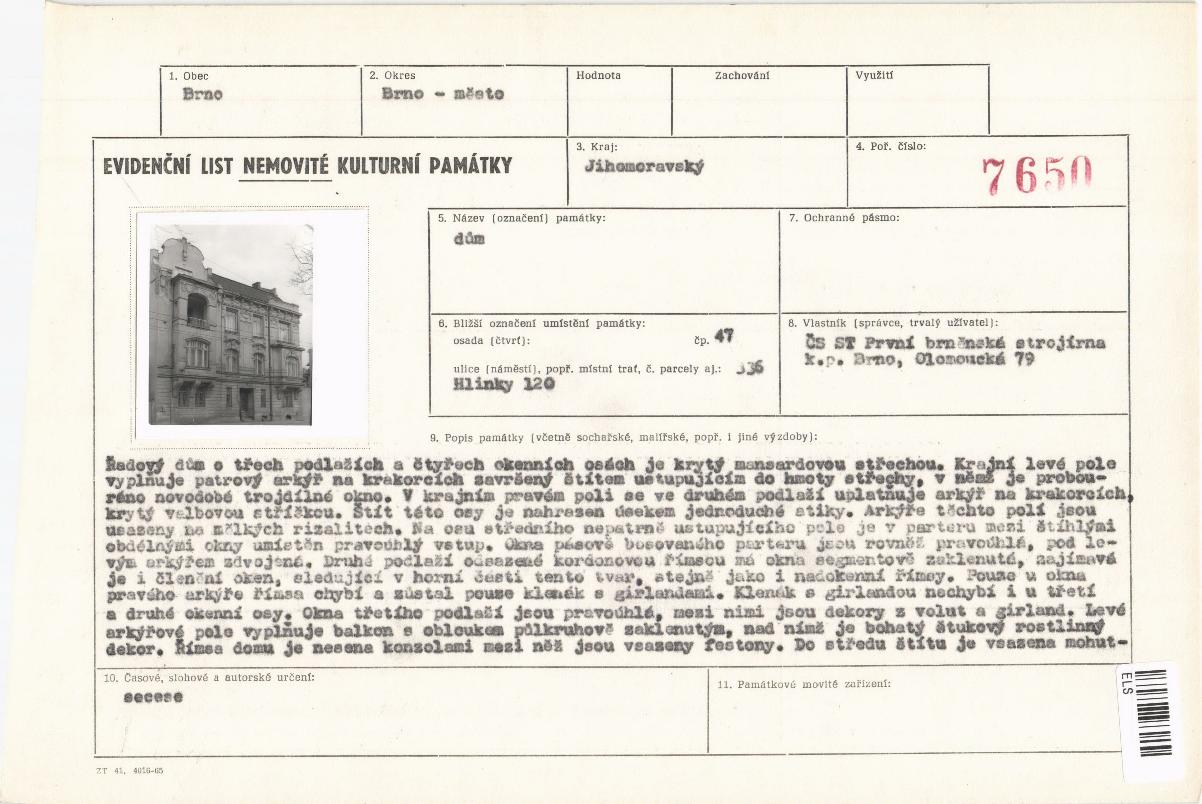 1. Obec
Brno
2. Okres
Brno - město
Hodnota
Zachování
Využití
EVIDENČNÍ LIST NEMOVITÉ KULTURNÍ PAMÁTKY
3. Kraj:
Jihomoravský
4. Poř. číslo:
7650
5. Název (označení) památky:
dům
7. Ochranné pásmo:
6. Bližší označení umístění památky:
osada (čtvrť): čp. 47
ulice (náměstí), popř. místní trať, č. parcely aj.: 336
Hlinky 120
8. Vlastník (správce, trvalý uživatel):
ČS ST První brněnská strojírna
k.p. Brno, Olomoucká 79
9. Popis památky (včetně sochařské, malířské, popř. i jiné výzdoby):
Řadový dům o třech podlažích a čtyřech okenních osách je krytý mansardovou střechou. Krajní levé pole
vyplňuje patrový arkýř na krakorcích završený štítem ustupujícím do hmoty střechy, v němž je probou-
réno novodobé trojdílné okno. V krajním pravém poli se ve druhém podlaží uplatňuje arkýř na krakorcích,
krytý valbovou stříškou. Štít této osy je nahrazen úsekem jednoduché atiky. Arkýře těchto polí jsou
usazeny na mělkých rizalitech. Na osu středního nepatrně ustupujícího pole je v parteru mezi štíhlými
obdélnými okny umístěn pravoúhlý vstup. Okna pásově bosovaného parteru jsou rovněž pravoúhlá, pod le-
vým arkýřem zdvojená. Druhé podlaží odsazené kordonovou římsou má okna segmentově zaklenutá, zajímavá
je i členění oken, sledující v horní části tento tvar, stejně jako i nadokenní římsy. Pouze u okna
pravého arkýře římsa chybí a zůstal pouze klenák s girlandami. Klenák s girlandou nechybí i u třetí
a druhé okenní osy. Okna třetího podlaží jsou pravoúhlá, mezi nimi jsou dekory z volut a girland. Levé
arkýřové pole vyplňuje balkon s obloukem půlkruhově zaklenutým, nad nímž je bohatý štukový rostlinný
dekor. Římsa domu je nesena konzolami mezi něž jsou vsazeny festony. Do středu štítu je vsazena mohut-
10. Časové, slohové a autorské určení:
secese
11. Památkové movité zařízení:
ELS
ZT 41, 4016-65